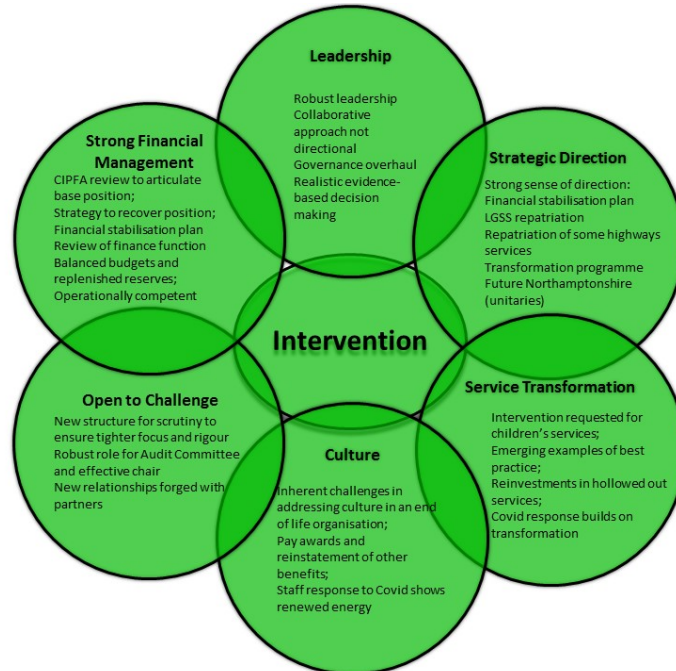 Leadership
Robust leadership
Collaborative
approach not
directional
Governance overhaul
Realistic evidence-
based decision
making
Strong Financial
Management
CIPFA review to articulate
base position;
Strategy to recover position;
Financial stabilisation plan
Review of finance function
Balanced budgets and
replenished reserves;
Operationally competent
Strategic Direction
Strong sense of direction:
Financial stabilisation plan
LGSS repatriation
Repatriation of some highways
services
Transformation programme
Future Northamptonshire
(unitaries)
Intervention
Open to Challenge
New structure for scrutiny to
ensure tighter focus and rigour
Robust role for Audit Committee
and effective chair
New relationships forged with
partners
Culture
Inherent challenges in
addressing culture in an end
of life organisation;
Pay awards and
reinstatement of other
benefits;
Staff response to Covid shows
renewed energy
Service Transformation
Intervention requested for
children's services;
Emerging examples of best
practice;
Reinvestments in hollowed out
services;
Covid response builds on
transformation